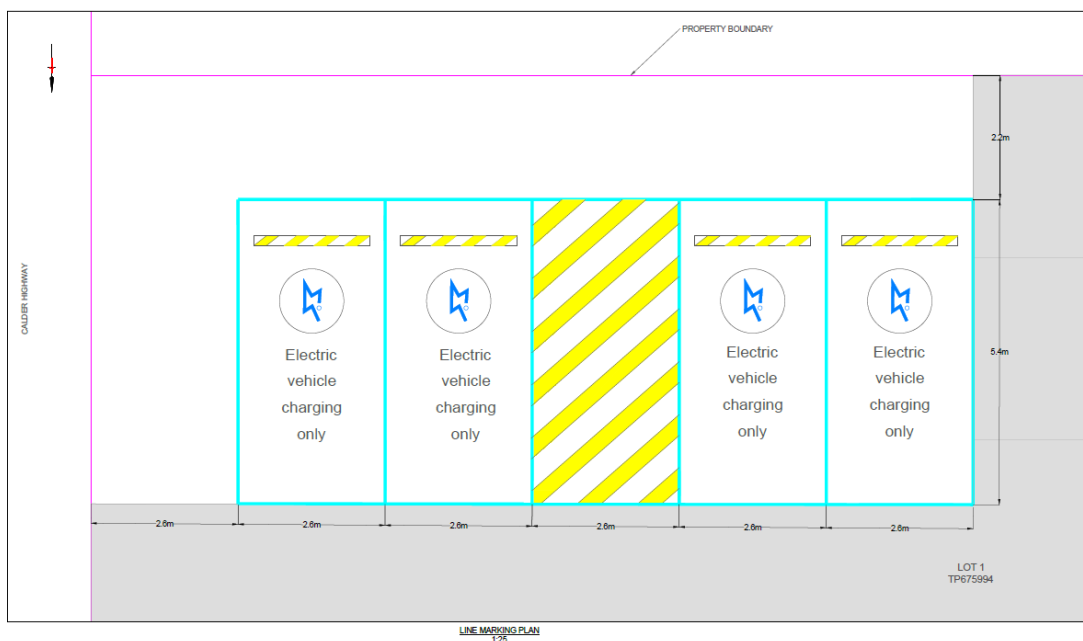 PROPERTY BOUNDARY
2.2m
CALDER HIGHWAY
Electric
vehicle
charging
only
Electric
vehicle
charging
only
Electric
vehicle
charging
only
Electric
vehicle
charging
only
5.4m
2.6m
2.6m
2.6m
2.6m
2.6m
2.6m
LOT 1
TP675994
LINE MARKING PLAN
1:25